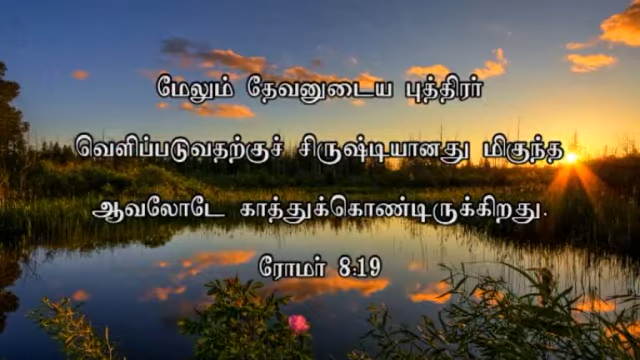 மேலும் தேவனுடைய புத்திரர்
வெளிப்படுவதற்குச் சிருஷ்டியானது மிகுந்த
ஆவலோடே காத்துக்கொண்டிருக்கிறது.
ரோமர் 8:19